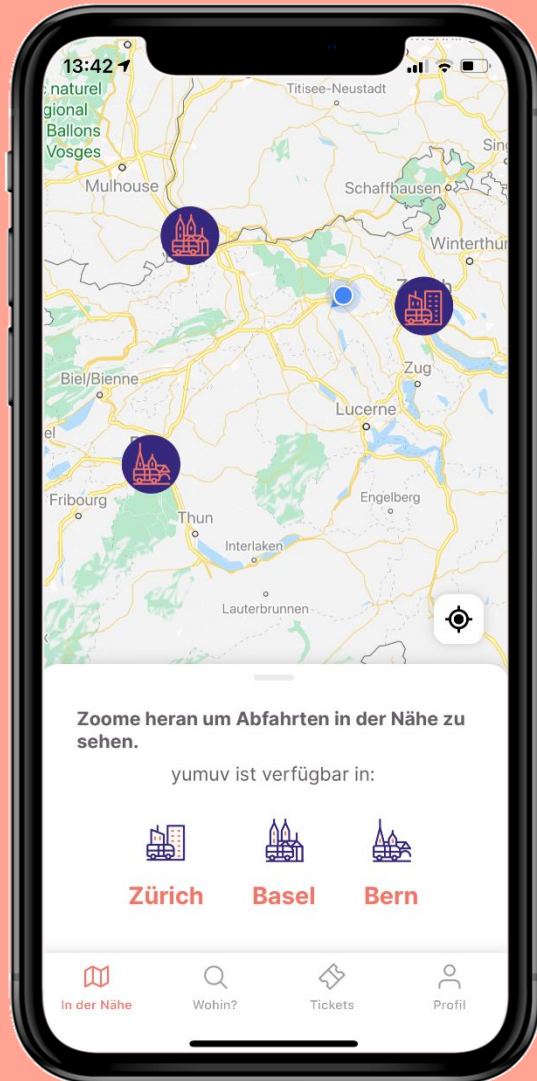 13:42
naturel
gional
Ballons
Vosges
Titisee-Neustadt
Mulhouse
Schaffhausen
Winterthur
Biel/Bienne
Zug
Lucerne
Fribourg
Engelberg
Thun
Interlaken
Lauterbrunnen
Zoome heran um Abfahrten in der Nähe zu
sehen.
yumuv ist verfügbar in:
Zürich Basel Bern
In der Nähe Wohin? Tickets Profil